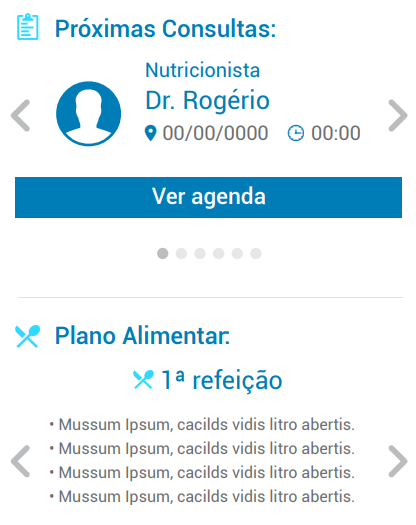 Próximas Consultas:
Nutricionista
Dr. Rogério
00/00/0000 00:00
Ver agenda
Plano Alimentar:
1ª refeição
• Mussum Ipsum, cacilds vidis litro abertis.
• Mussum Ipsum, cacilds vidis litro abertis.
• Mussum Ipsum, cacilds vidis litro abertis.
• Mussum Ipsum, cacilds vidis litro abertis.